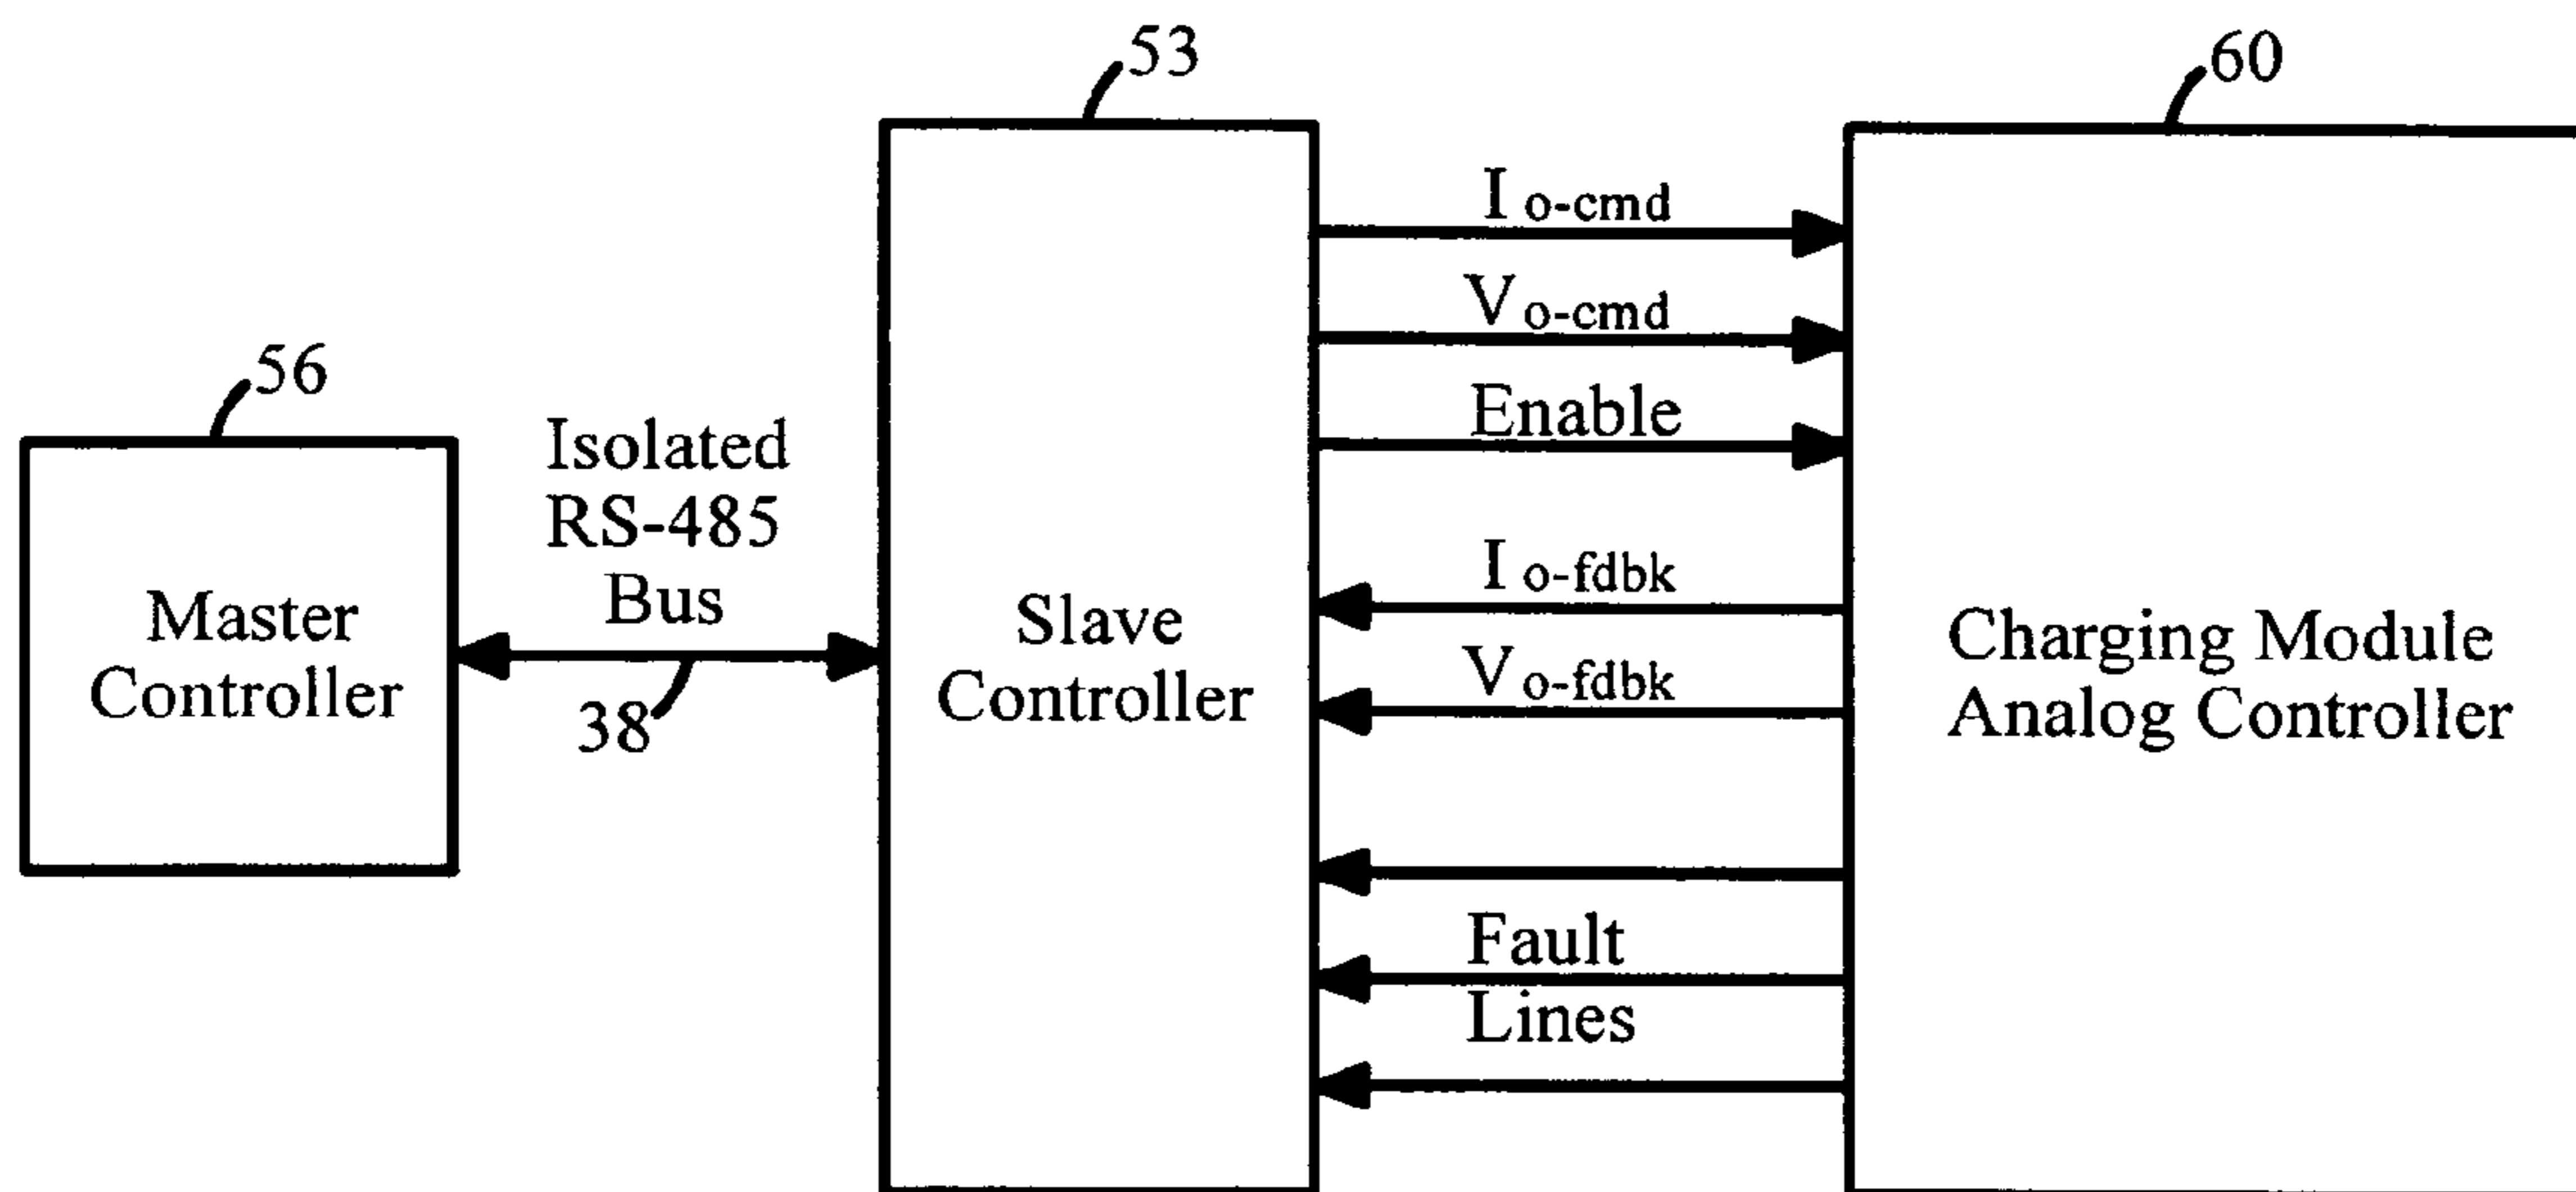 53
60
56
Isolated
RS-485
Bus
38
Master
Controller
Slave
Controller
I o-cmd
V o-cmd
Enable
I o-fdbk
V o-fdbk
Fault
Lines
Charging Module
Analog Controller